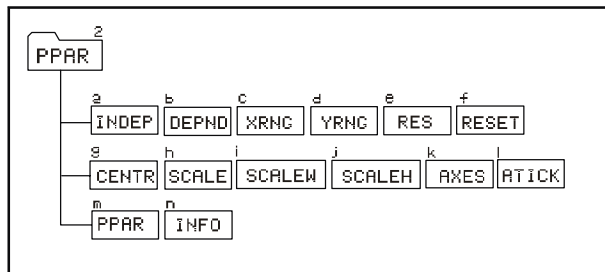 2
PPAR
a b c d e f
INDEP DEPND XRNG YRNG RES RESET
g h i j k l
CENTR SCALE SCALEW SCALEH AXES ATICK
m n
PPAR INFO